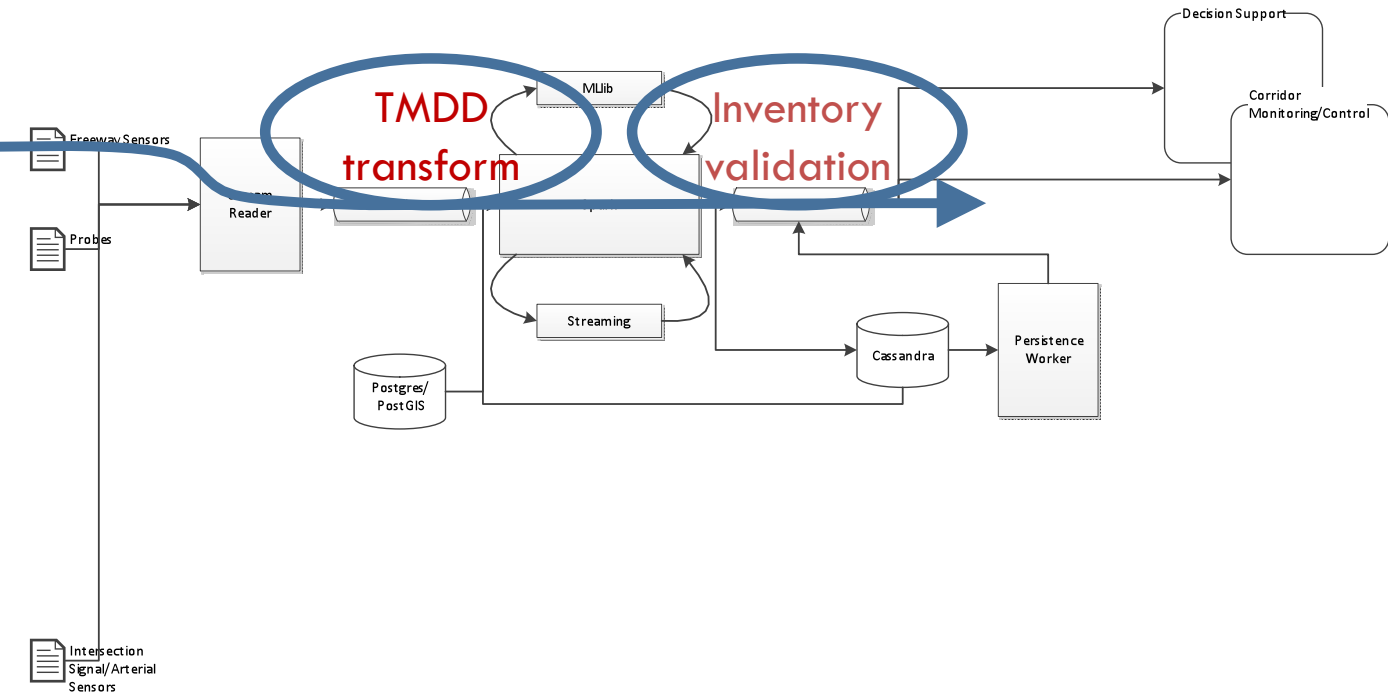 Decision Support
TMDD
transform
MLlib
Inventory
validation
Corridor
Monitoring/Control
Freeway Sensors
Reader
Probes
Streaming
Cassandra
Persistence
Worker
Postgres/
PostGIS
Intersection
Signal/Arterial
Sensors